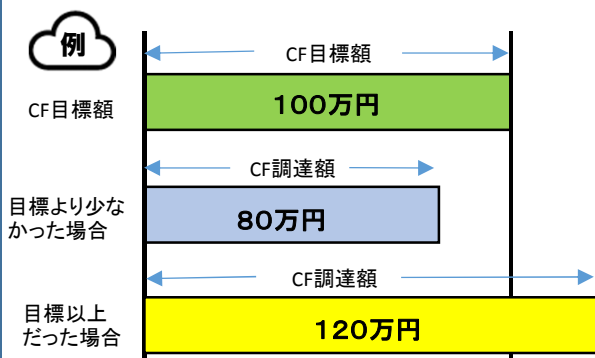 例
CF目標額
CF目標額
100万円
CF調達額
目標より少な
かった場合
80万円
CF調達額
目標以上
だった場合
120万円